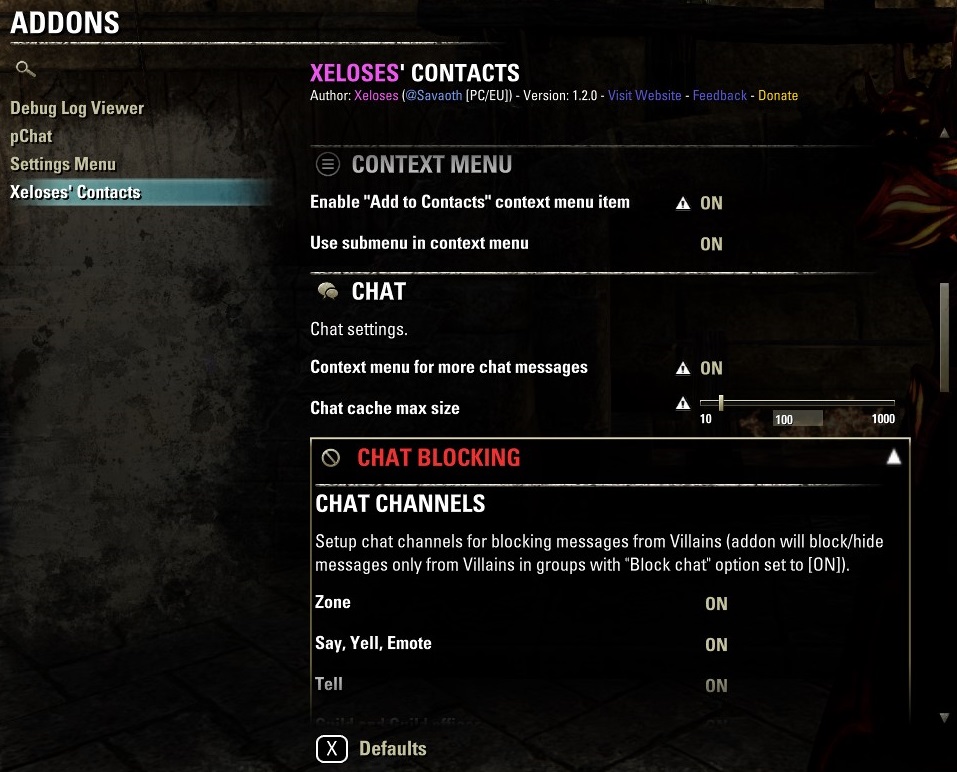 ADDONS
Debug Log Viewer
pChat
Settings Menu
Xeloses' Contacts
XELOSES' CONTACTS
Author: Xeloses (@Savaoth [PC/EU]) - Version: 1.2.0 - Visit Website - Feedback - Donate
CONTEXT MENU
Enable "Add to Contacts" context menu item ON
Use submenu in context menu ON
CHAT
Chat settings.
Context menu for more chat messages ON
Chat cache max size
10 100 1000
CHAT BLOCKING
CHAT CHANNELS
Setup chat channels for blocking messages from Villains (addon will block/hide
messages only from Villains in groups with "Block chat" option set to [ON]).
Zone ON
Say, Yell, Emote ON
Tell ON
Guild and Guild officer ON
X Defaults